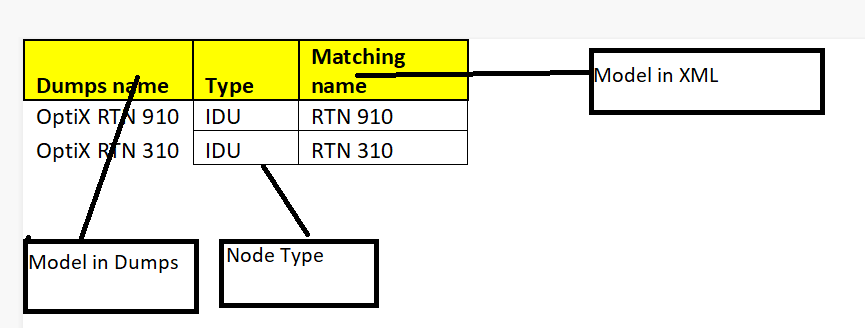 Matching
Dumps name Type name
OptiX RTN 910 IDU RTN 910
OptiX RTN 310 IDU RTN 310
Model in XML
Model in Dumps
Node Type